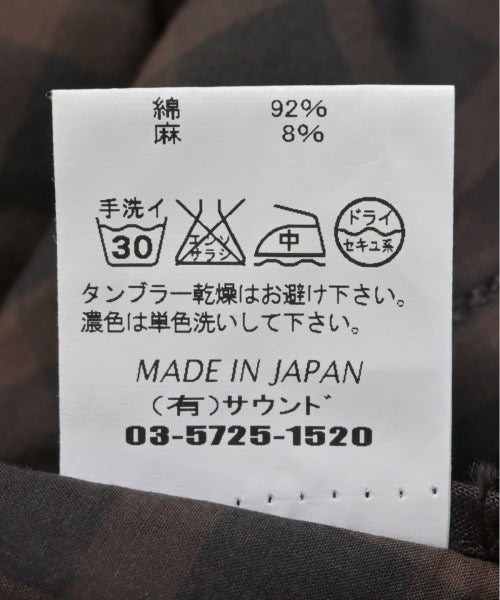 綿 92%
麻 8%
手洗イ
30 エンソサラシ 中 ドライ セキユ系
タンブラー乾燥はお避け下さい。
濃色は単色洗いして下さい。
MADE IN JAPAN
(有)サウンド
03-5725-1520